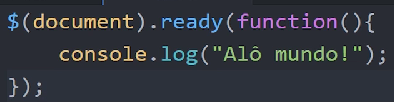 $(document).ready(function(){
    console.log("Alô mundo!");
});